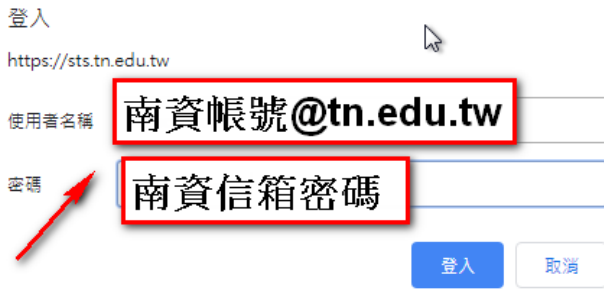 登入
https://sts.tn.edu.tw
使用者名稱
南資帳號@tn.edu.tw
密碼
南資信箱密碼
登入
取消